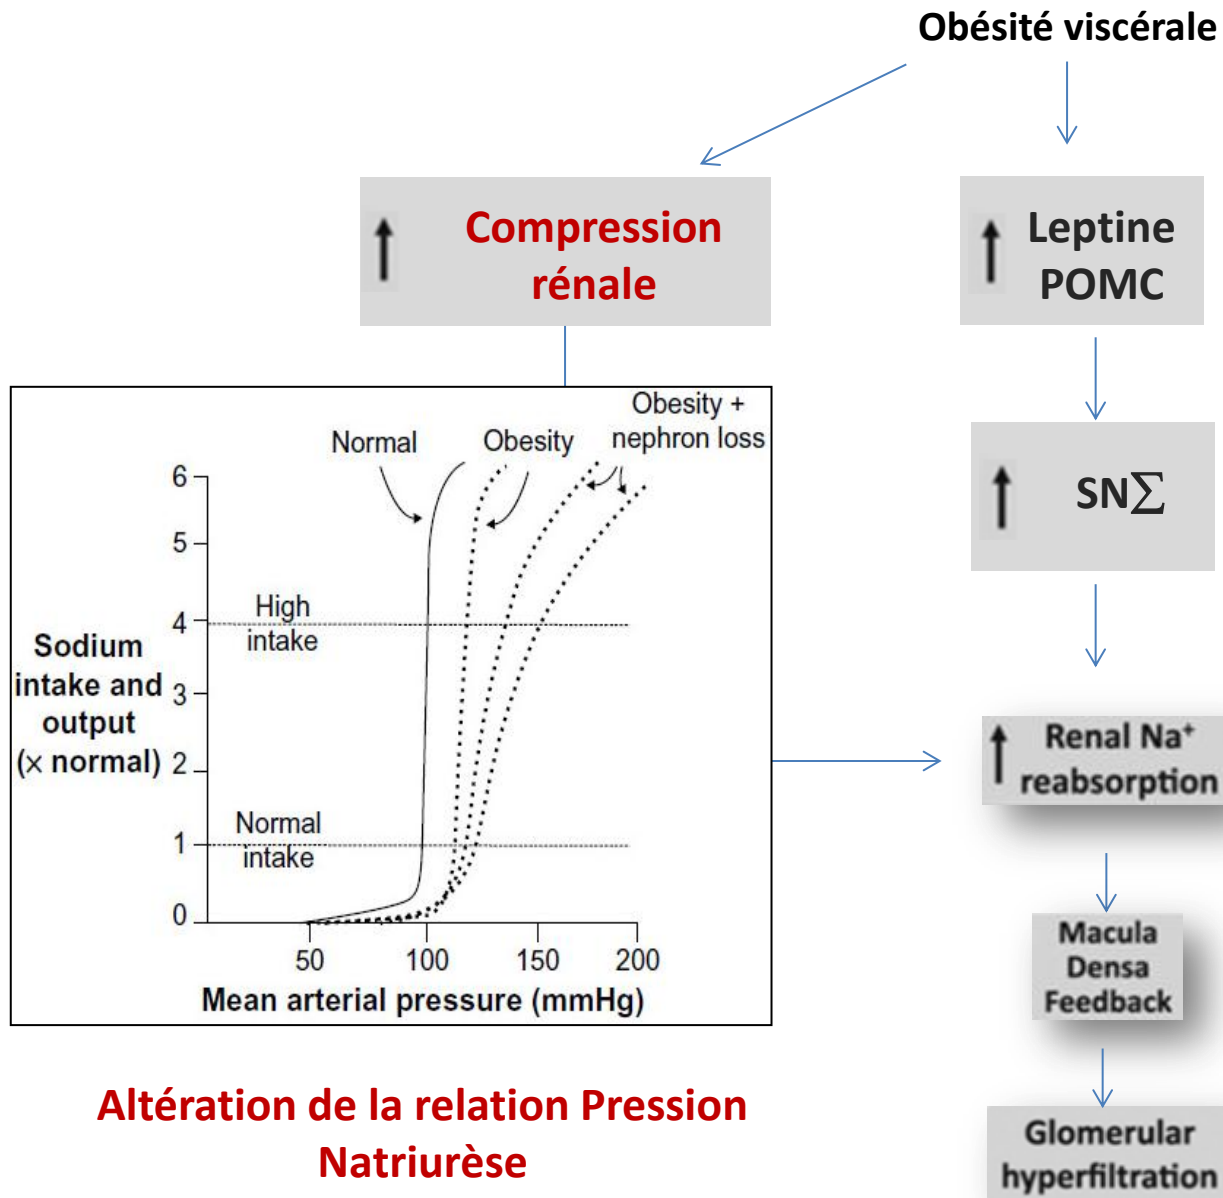 Obésité viscérale
Compression
rénale
Leptine
POMC
SN∑
Obesity +
nephron loss
Normal
Obesity
6
5
High
intake
4
Sodium
intake and
output
(× normal)
3
2
Normal
intake
1
0
50
100
150
200
Mean arterial pressure (mmHg)
Renal Na⁺
reabsorption
Macula
Densa
Feedback
Altération de la relation Pression
Natriurèse
Glomerular
hyperfiltration